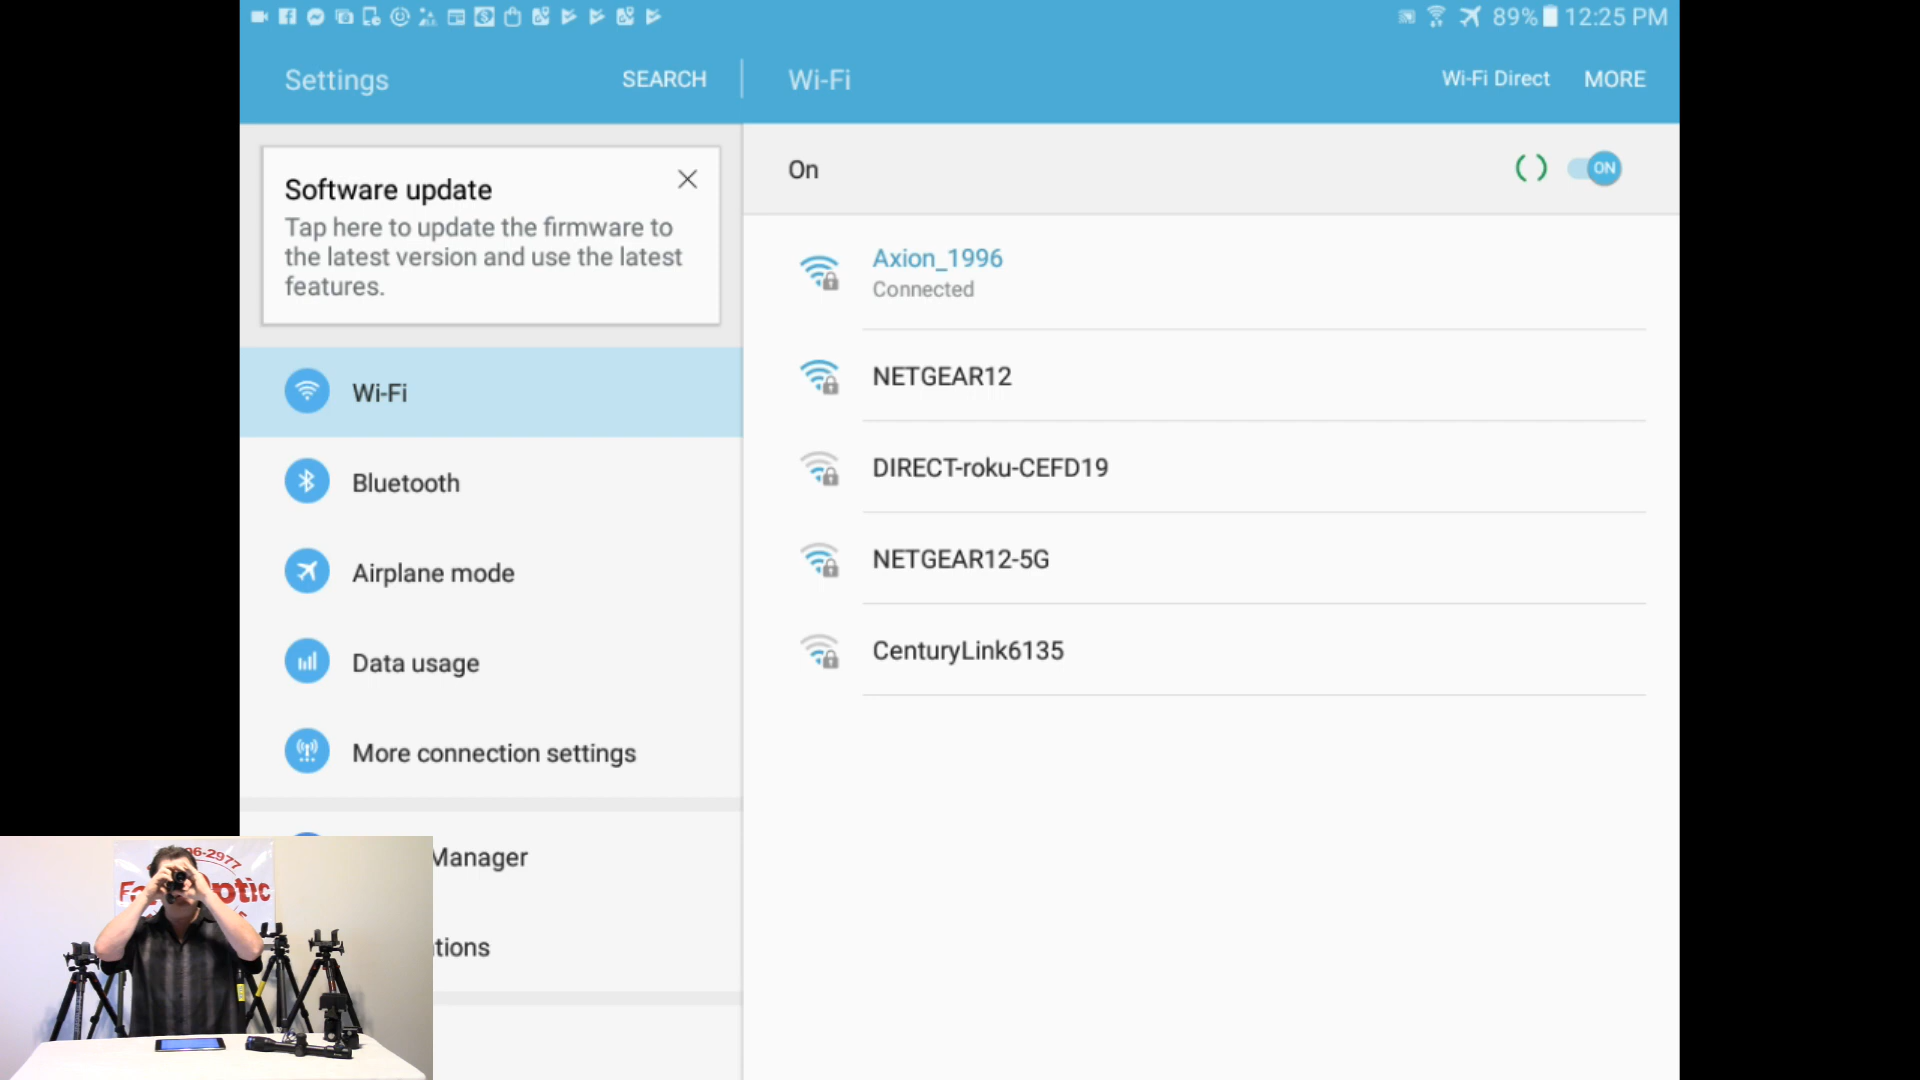 89% 12:25 PM
Settings SEARCH Wi-Fi Wi-Fi Direct MORE
Software update
Tap here to update the firmware to
the latest version and use the latest
features.
Wi-Fi
Bluetooth
Airplane mode
Data usage
More connection settings
Manager
On ON
Axion_1996
Connected
NETGEAR12
DIRECT-roku-CEFD19
NETGEAR12-5G
CenturyLink6135